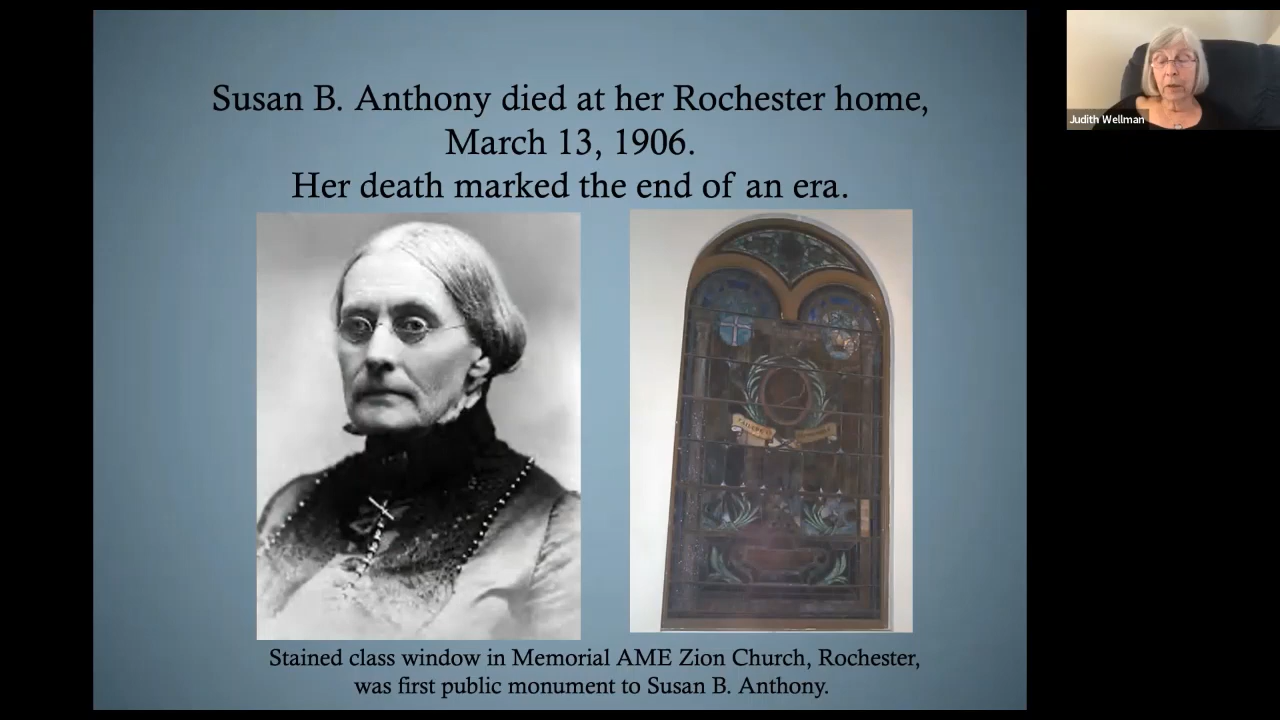 Susan B. Anthony died at her Rochester home,
March 13, 1906.
Her death marked the end of an era.
Stained class window in Memorial AME Zion Church, Rochester,
was first public monument to Susan B. Anthony.
Judith Wellman